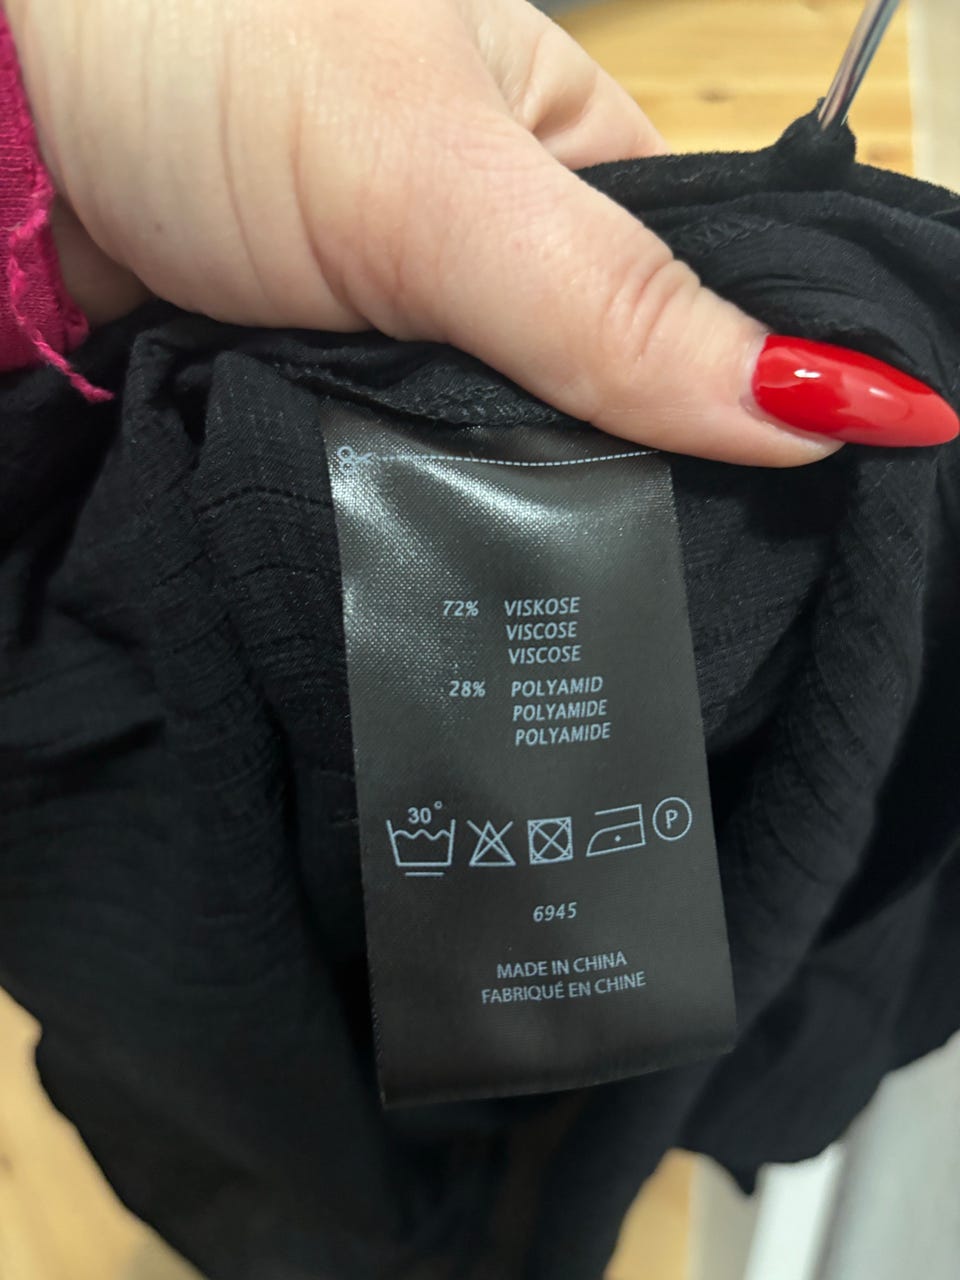 72% VISKOSE
VISCOSE
VISCOSE
28% POLYAMID
POLYAMIDE
POLYAMIDE
30°
P
6945
MADE IN CHINA
FABRIQUÉ EN CHINE